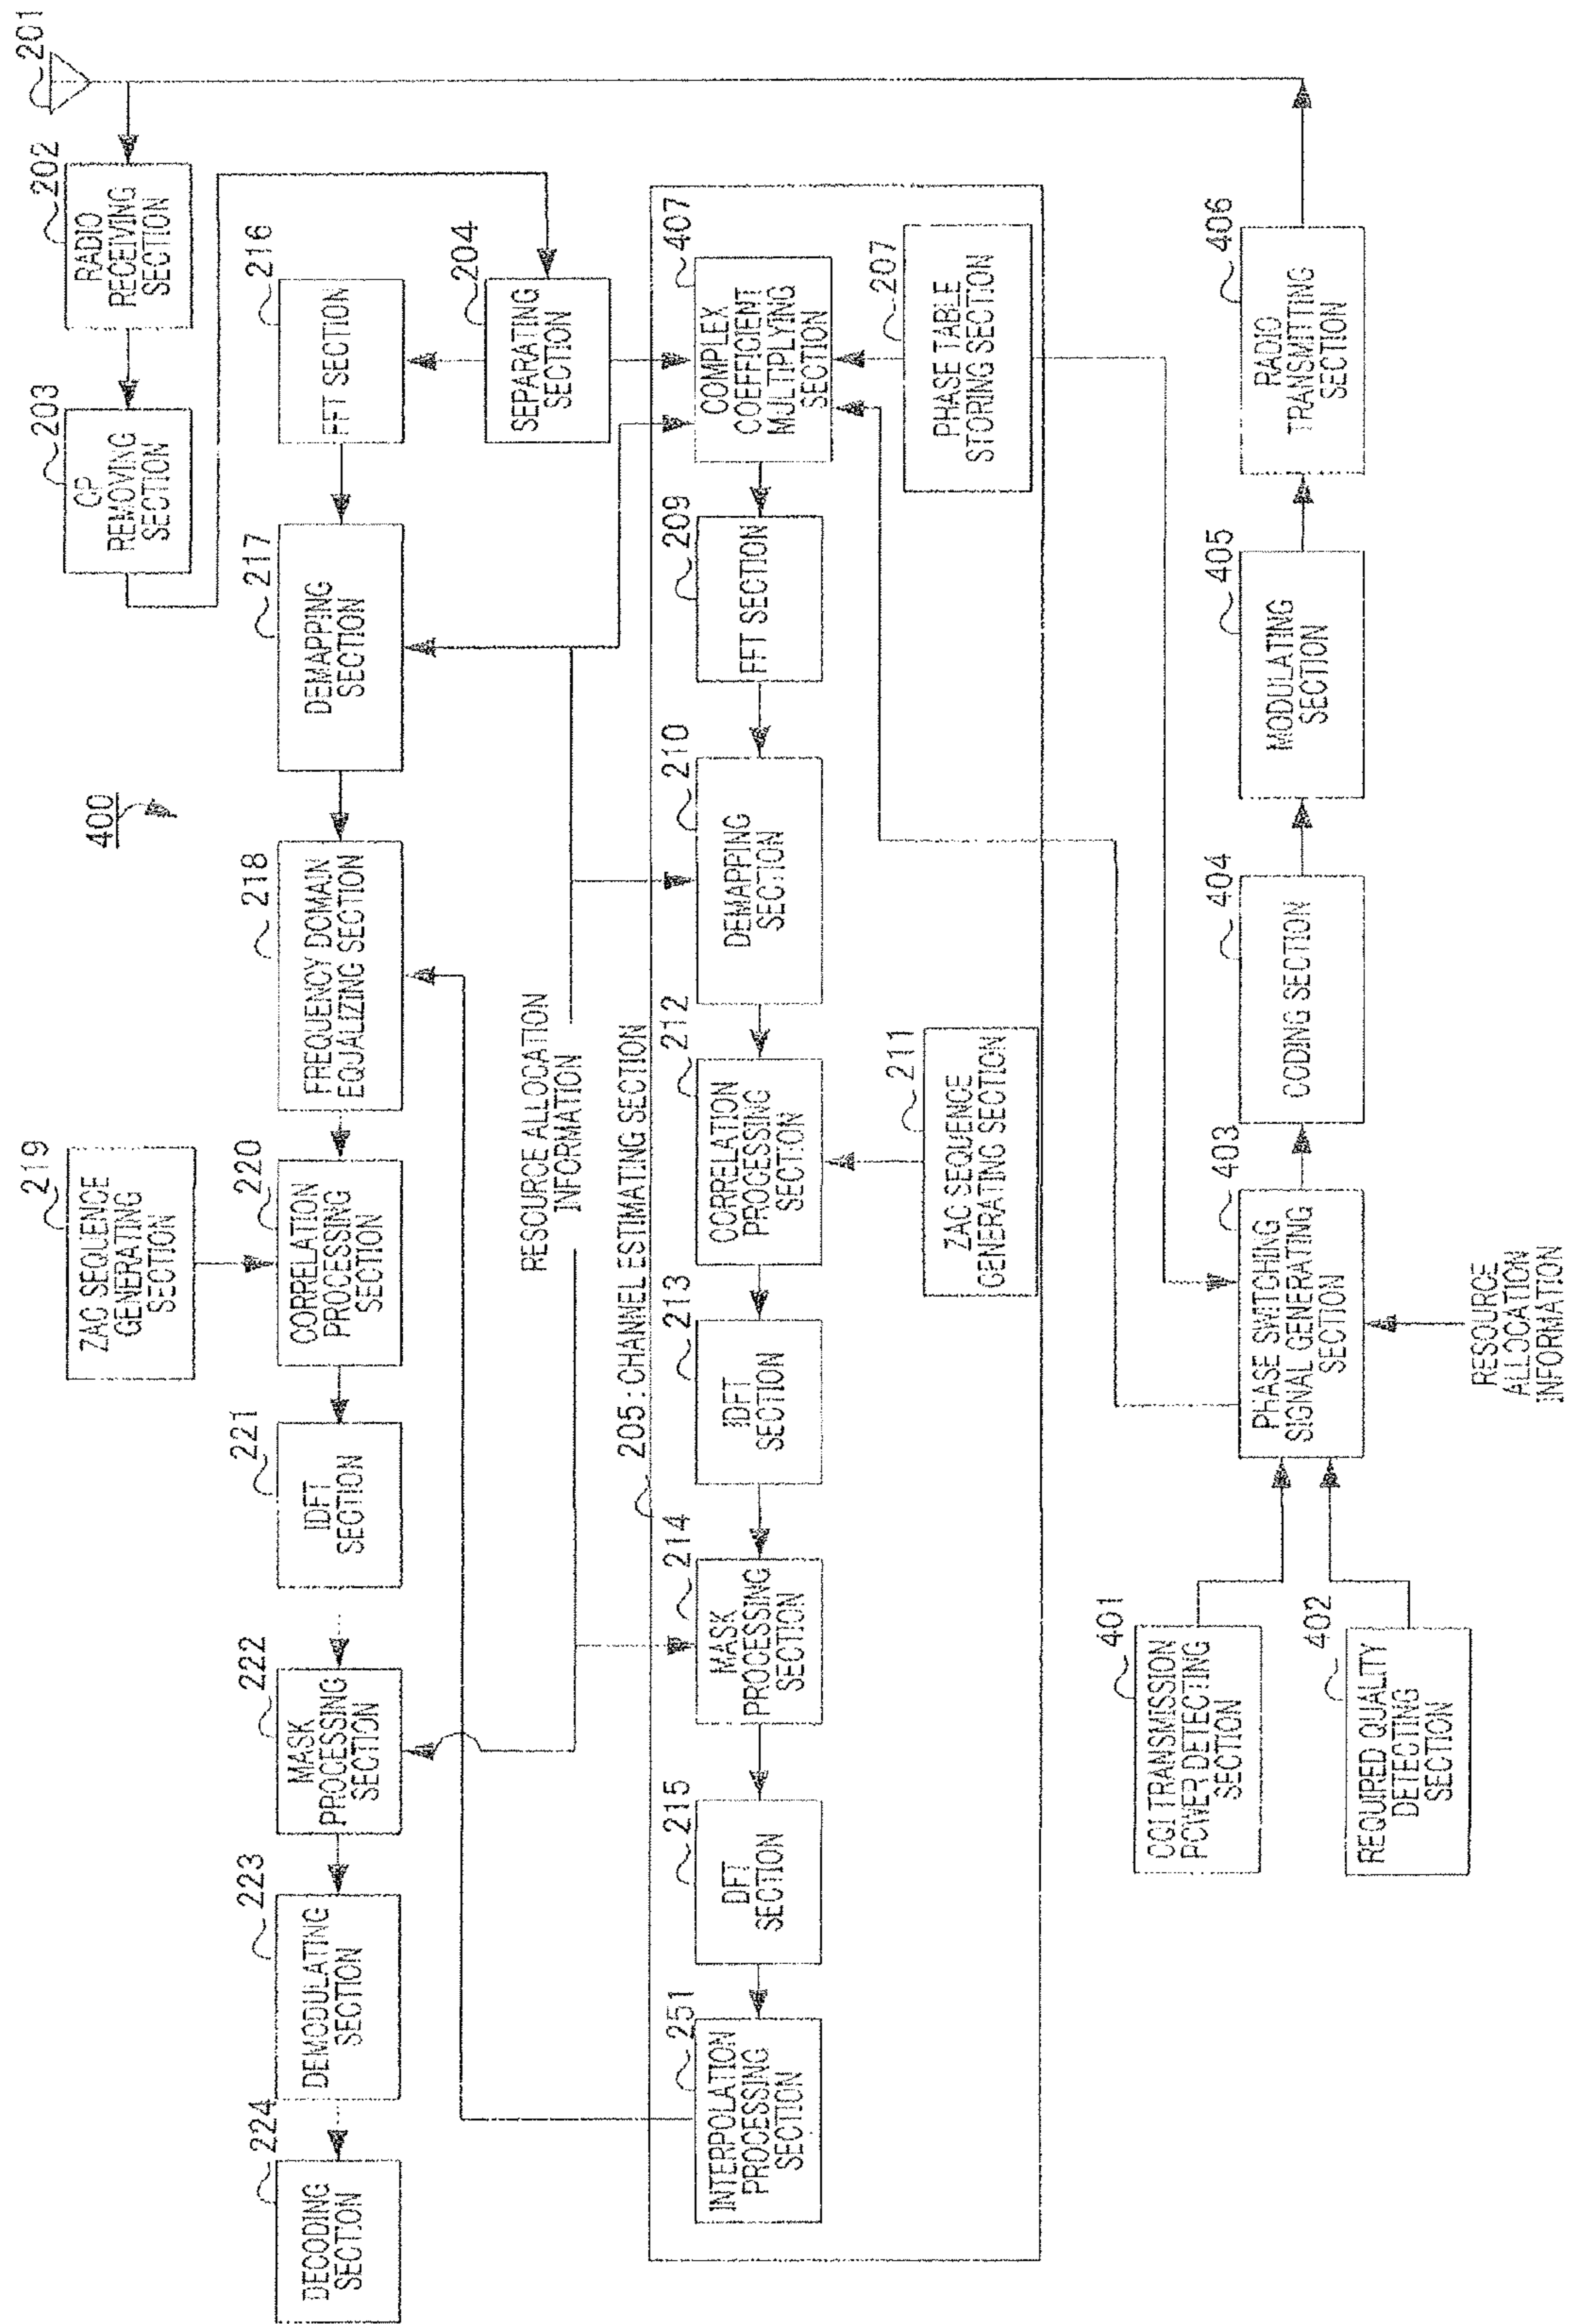 400
201
RADIO
RECEIVING
SECTION
202
CP
REMOVING
SECTION
203
SEPARATING
SECTION
204
FFT SECTION
216
DEMAPPING
SECTION
217
FREQUENCY DOMAIN
EQUALIZING SECTION
218
ZAC SEQUENCE
GENERATING
SECTION
219
CORRELATION
PROCESSING
SECTION
220
IDFT
SECTION
221
MASK
PROCESSING
SECTION
222
DEMODULATING
SECTION
223
DECODING
SECTION
224
RESOURCE ALLOCATION
INFORMATION
205 : CHANNEL ESTIMATING SECTION
COMPLEX
COEFFICIENT
MULTIPLYING
SECTION
407
PHASE TABLE
STORING SECTION
207
FFT SECTION
209
DEMAPPING
SECTION
210
CORRELATION
PROCESSING
SECTION
212
ZAC SEQUENCE
GENERATING SECTION
211
IDFT
SECTION
213
MASK
PROCESSING
SECTION
214
DFT
SECTION
215
INTERPOLATION
PROCESSING
SECTION
251
CQI TRANSMISSION
POWER DETECTING
SECTION
401
REQUIRED QUALITY
DETECTING
SECTION
402
PHASE SWITCHING
SIGNAL GENERATING
SECTION
403
RESOURCE
ALLOCATION
INFORMATION
CODING SECTION
404
MODULATING
SECTION
405
RADIO
TRANSMITTING
SECTION
406